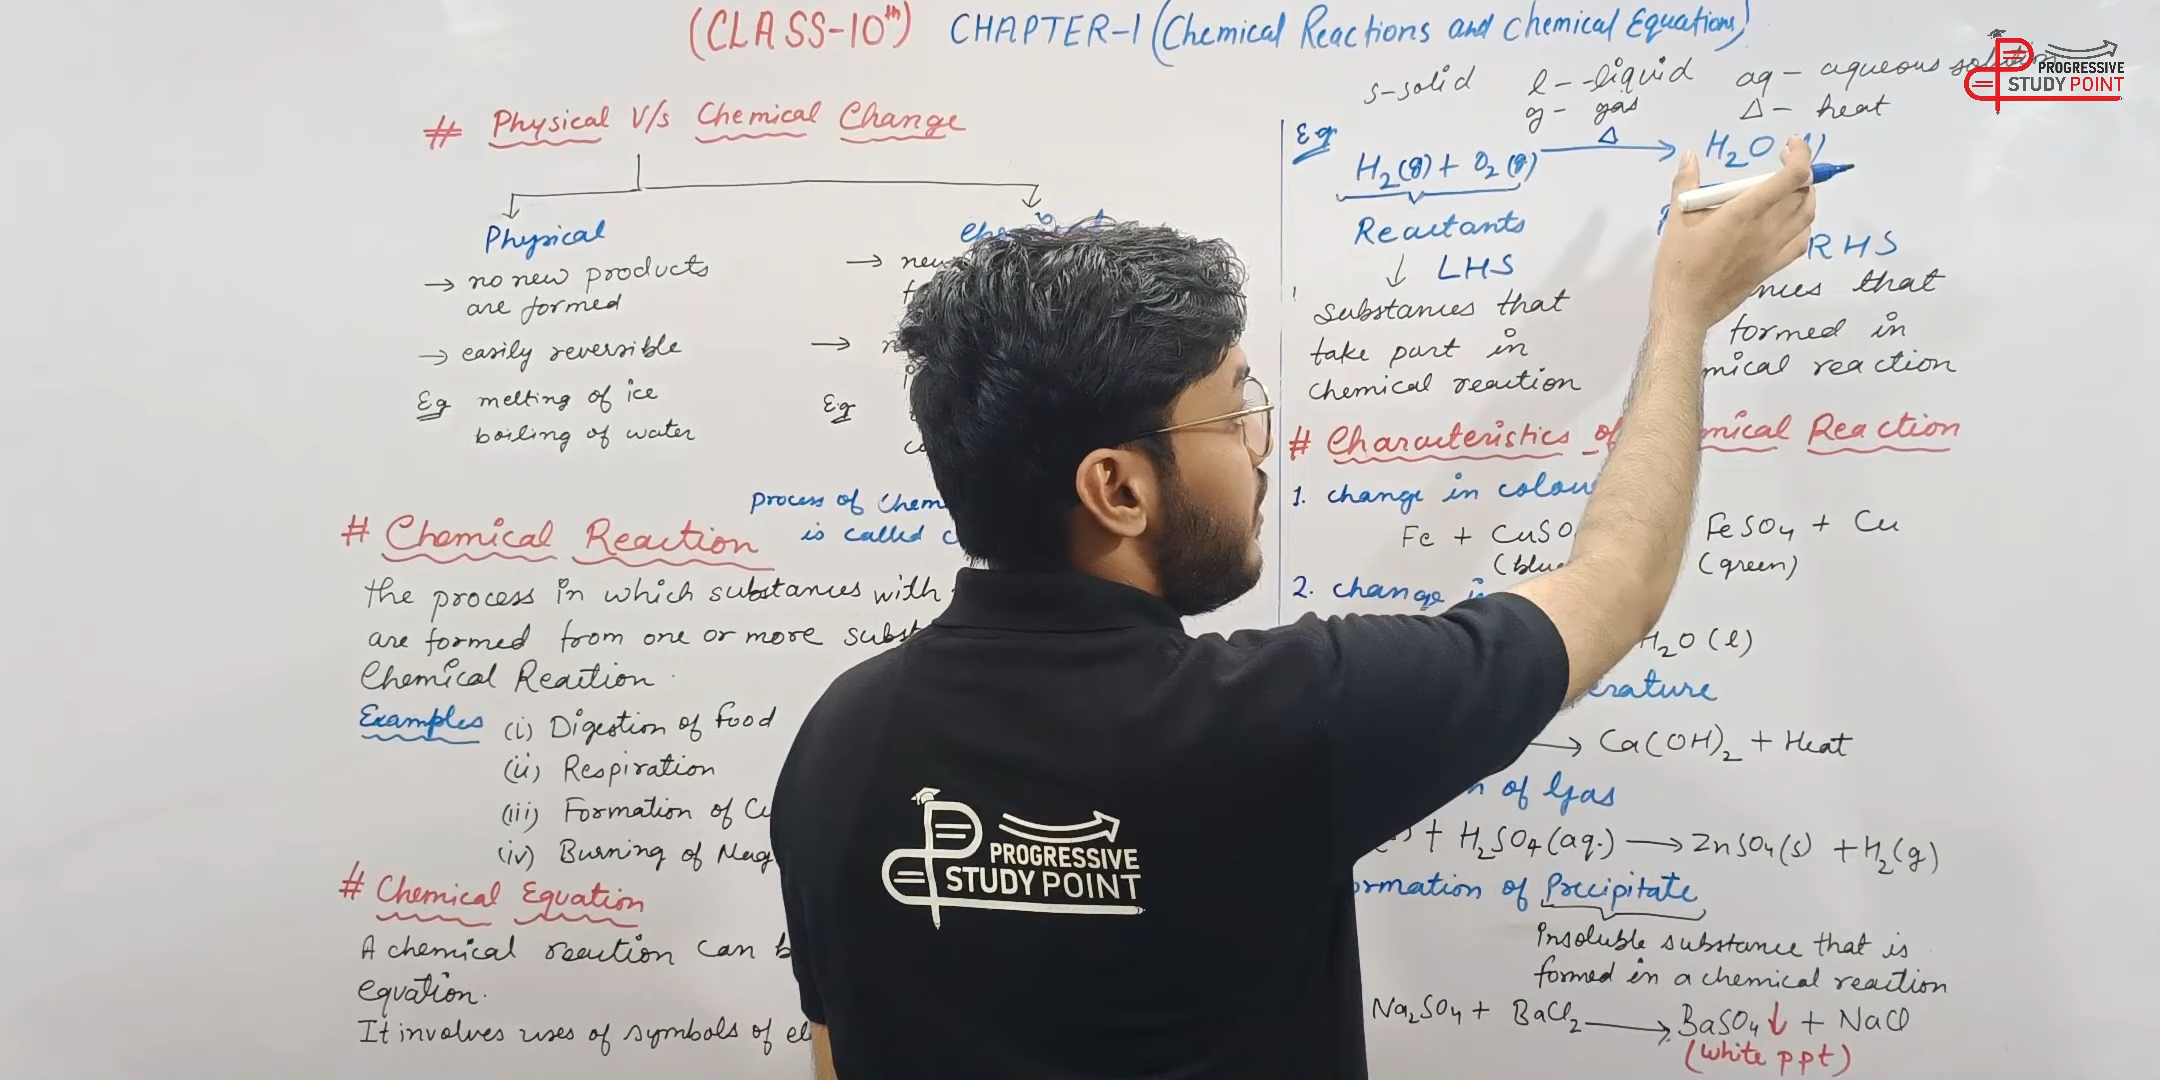 (CLASS-10th) CHAPTER-1 (Chemical Reactions and Chemical Equations)
s-solid l-liquid aq- aqueous solution
g- gas Δ- heat
PROGRESSIVE
STUDY POINT
# Physical V/s Chemical Change
Physical
→ no new products
are formed
→ easily reversible
Eg melting of ice
boiling of water
→ new
→
Eg
process of Chem
is called
# Chemical Reaction
the process in which substances with
are formed from one or more subst
Chemical Reaction.
Examples (i) Digestion of food
(ii) Respiration
(iii) Formation of
(iv) Burning of Mag
# Chemical Equation
A chemical reaction can b
equation.
It involves uses of symbols of el
Eg
H2(g) + O2(g) Δ→ H2O
Reactants
↓ LHS RHS
Substances that that
take part in formed in
chemical reaction mical reaction
# Characteristics of mical Reaction
1. change in colou
Fe + CuSO FeSO4 + Cu
(blue (green)
2. change i
H2O(l)
erature
→ Ca(OH)2 + Heat
of Gas
+ H2SO4(aq.) → ZnSO4(s) + H2(g)
ormation of Precipitate
Insoluble substance that is
formed in a chemical reaction
Na2SO4 + BaCl2 → BaSO4↓ + NaCl
(white ppt)
PROGRESSIVE
STUDY POINT